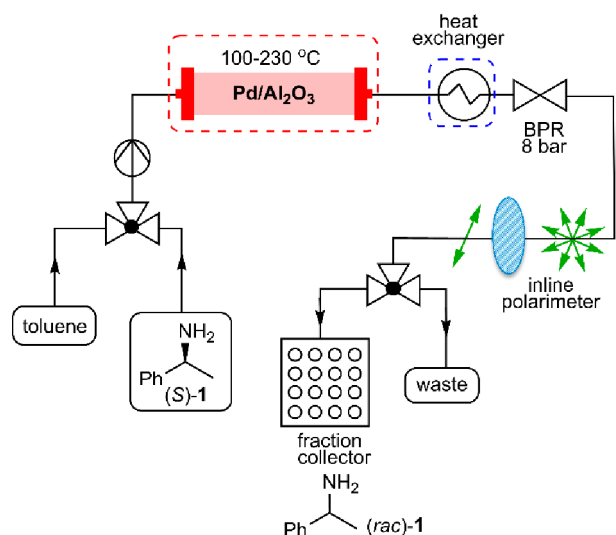 heat
exchanger
100-230 °C
Pd/Al₂O₃
BPR
8 bar
inline
polarimeter
toluene
NH₂
Ph
(S)-1
waste
fraction
collector
NH₂
Ph
(rac)-1